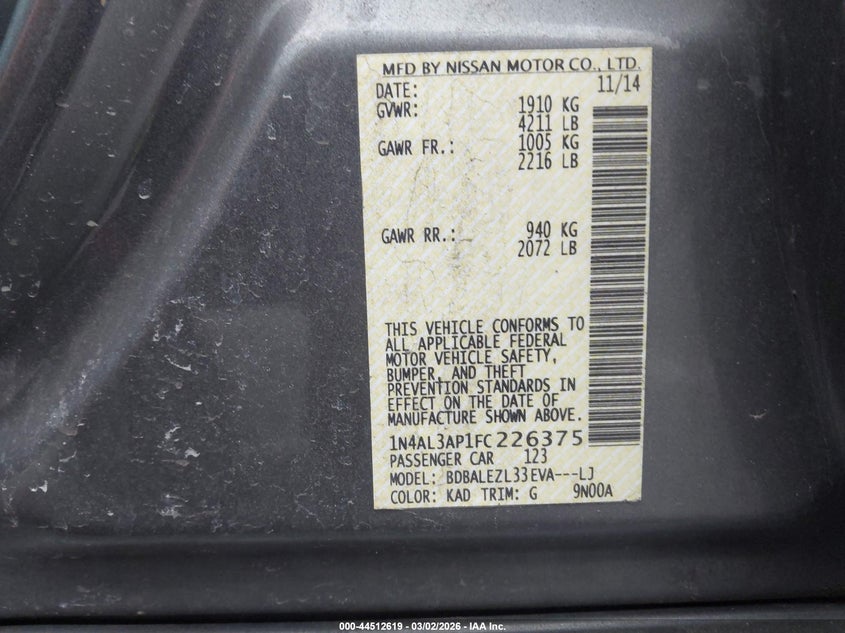 MFD BY NISSAN MOTOR CO., LTD.
DATE: 11/14
GVWR: 1910 KG
4211 LB
GAWR FR.: 1005 KG
2216 LB
GAWR RR.: 940 KG
2072 LB
THIS VEHICLE CONFORMS TO
ALL APPLICABLE FEDERAL
MOTOR VEHICLE SAFETY,
BUMPER, AND THEFT
PREVENTION STANDARDS IN
EFFECT ON THE DATE OF
MANUFACTURE SHOWN ABOVE.
1N4AL3AP1FC226375
PASSENGER CAR 123
MODEL: BDBALEZL33EVA---LJ
COLOR: KAD TRIM: G 9N00A
000-44512619 - 03/02/2026 - IAA Inc.